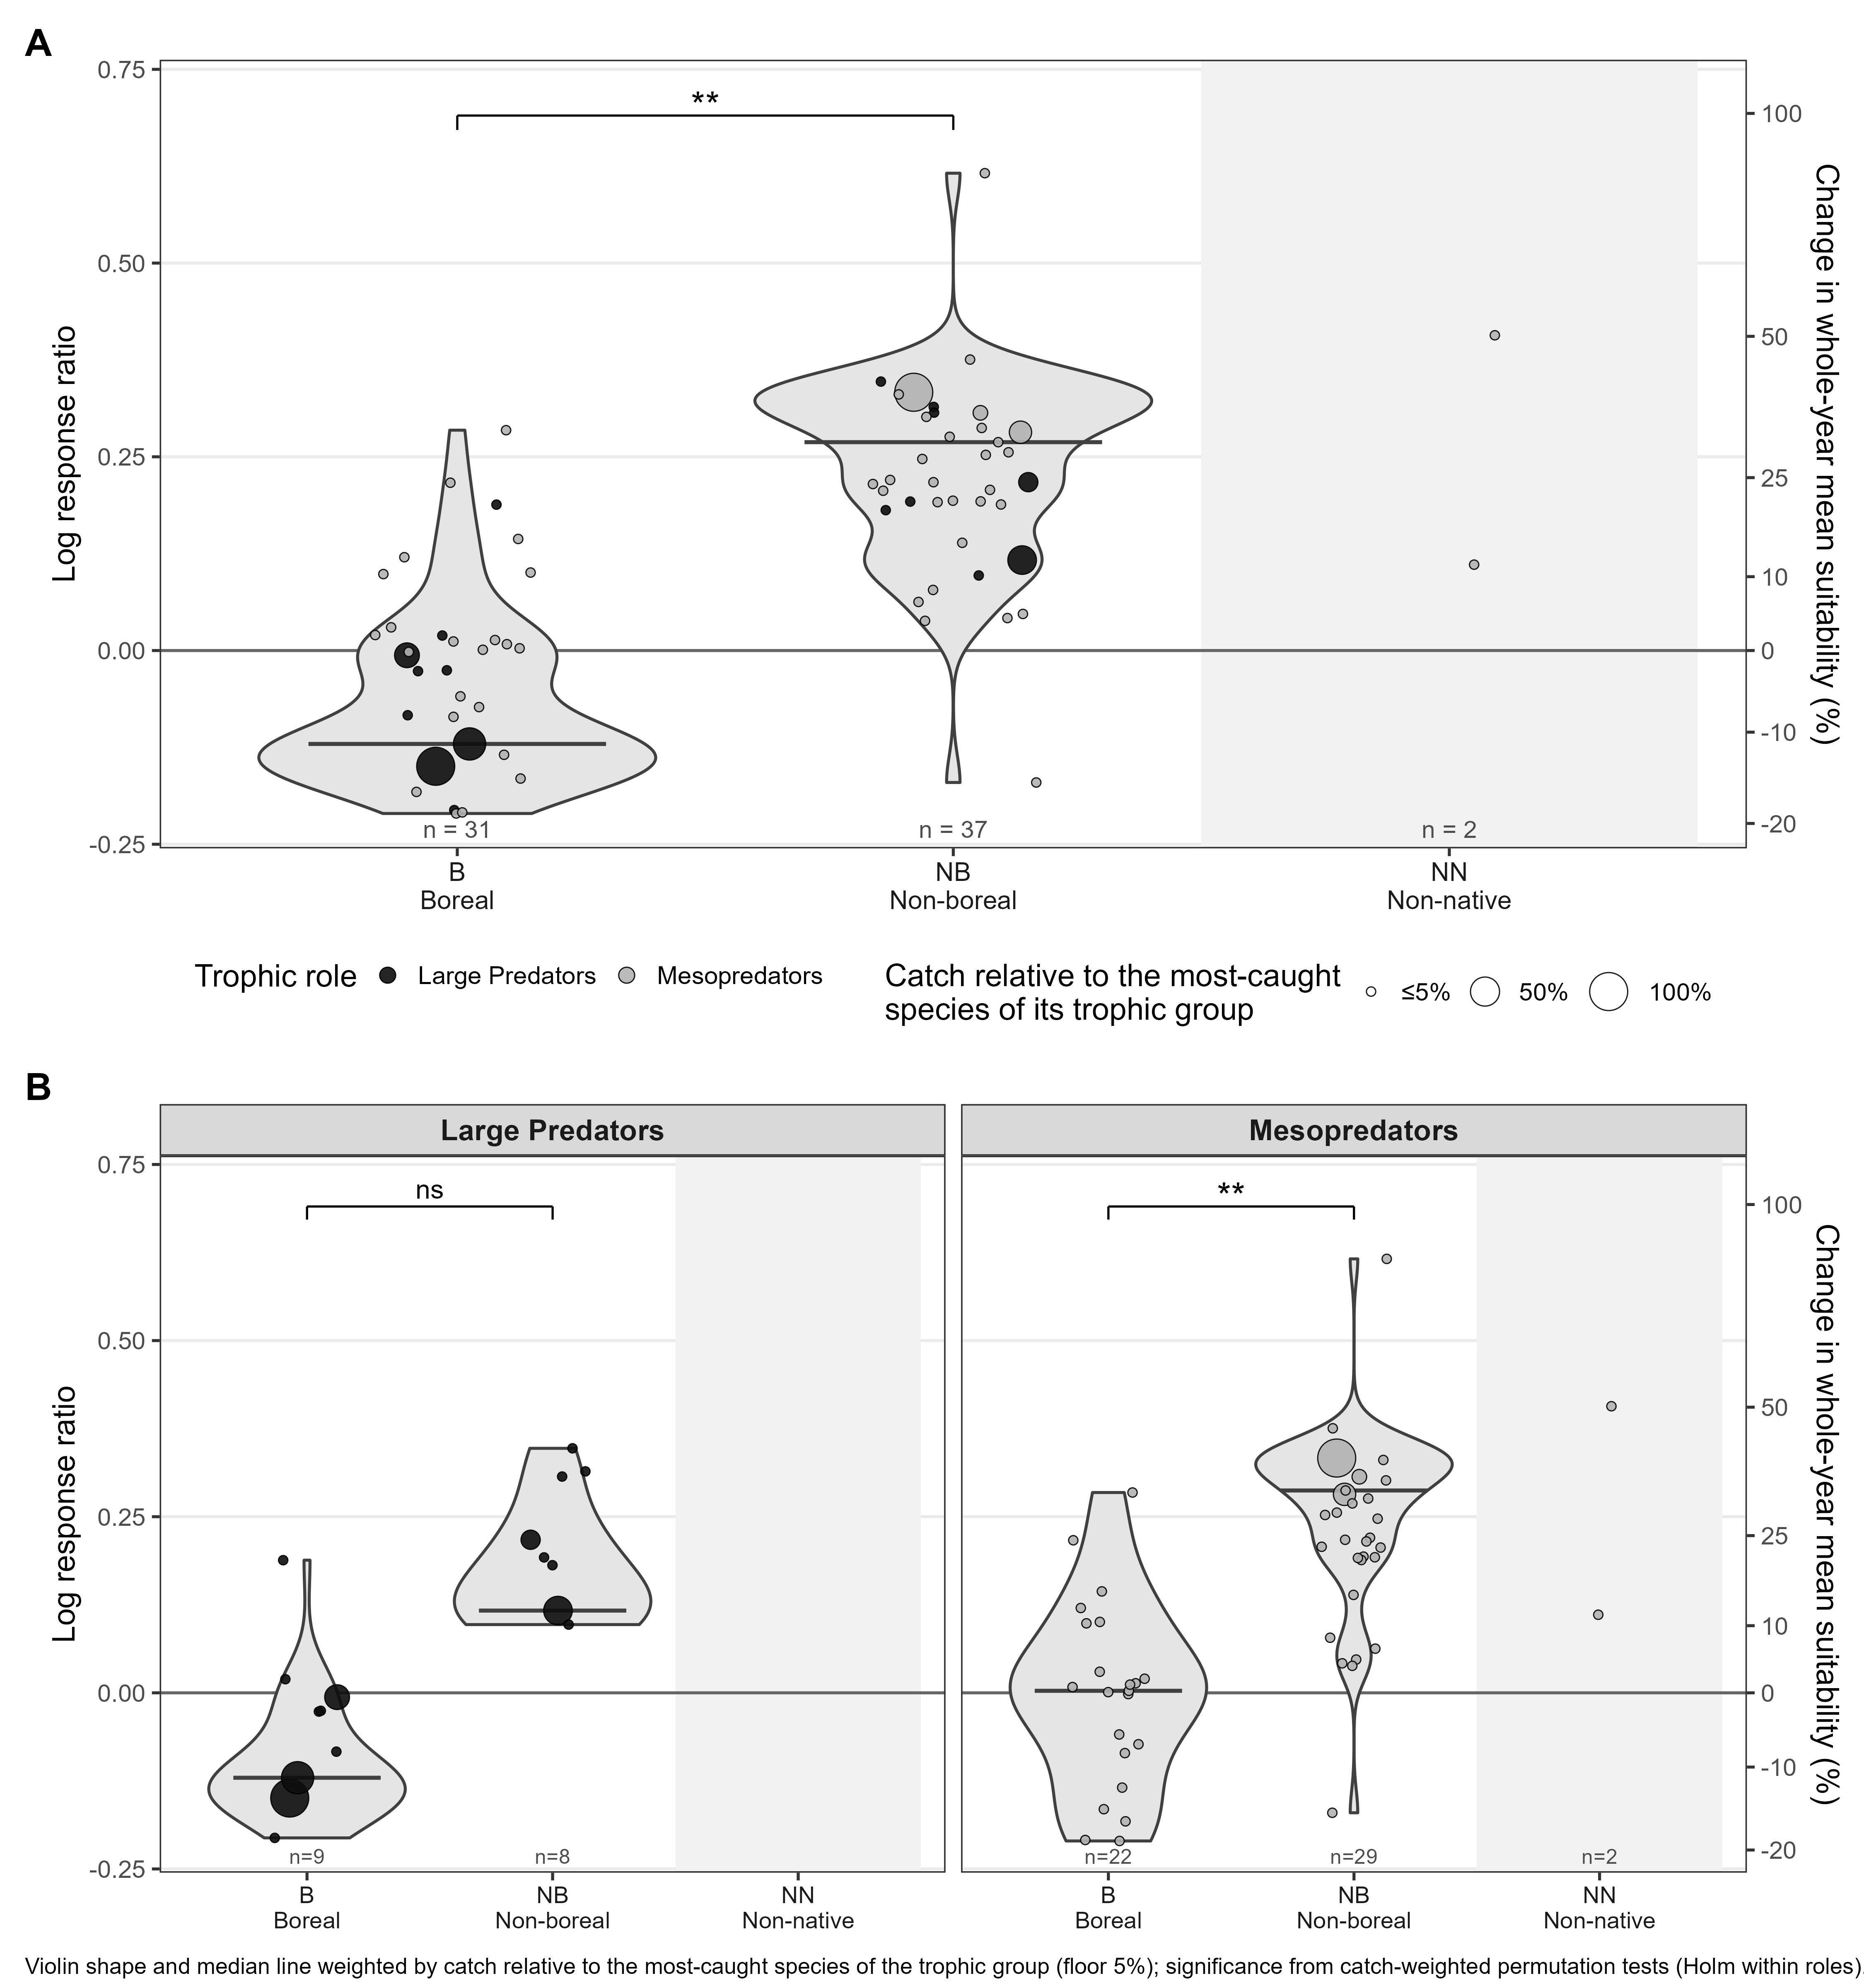 A
Log response ratio
0.75
0.50
0.25
0.00
-0.25
**
n = 31
n = 37
n = 2
B
Boreal
NB
Non-boreal
NN
Non-native
100
50
25
10
0
-10
-20
Change in whole-year mean suitability (%)
Trophic role
Large Predators
Mesopredators
Catch relative to the most-caught
species of its trophic group
≤5%
50%
100%
B
Large Predators
Mesopredators
Log response ratio
0.75
0.50
0.25
0.00
-0.25
ns
**
n=9
n=8
n=22
n=29
n=2
B
Boreal
NB
Non-boreal
NN
Non-native
B
Boreal
NB
Non-boreal
NN
Non-native
100
50
25
10
0
-10
-20
Change in whole-year mean suitability (%)
Violin shape and median line weighted by catch relative to the most-caught species of the trophic group (floor 5%); significance from catch-weighted permutation tests (Holm within roles).